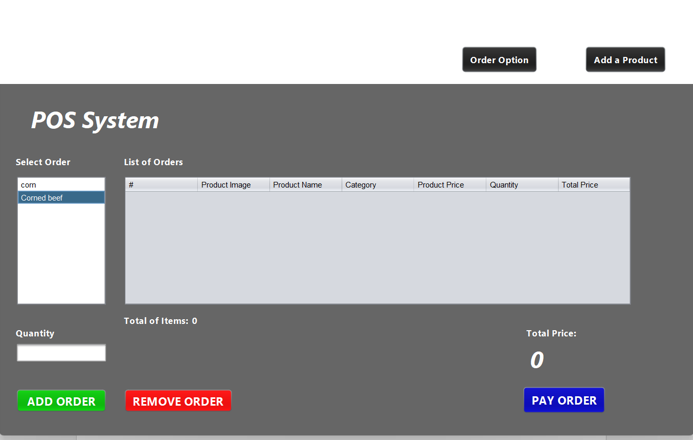 Order Option
Add a Product
POS System
Select Order
List of Orders
corn
Corned beef
# Product Image Product Name Category Product Price Quantity Total Price
Total of Items: 0
Quantity
Total Price:
0
ADD ORDER
REMOVE ORDER
PAY ORDER